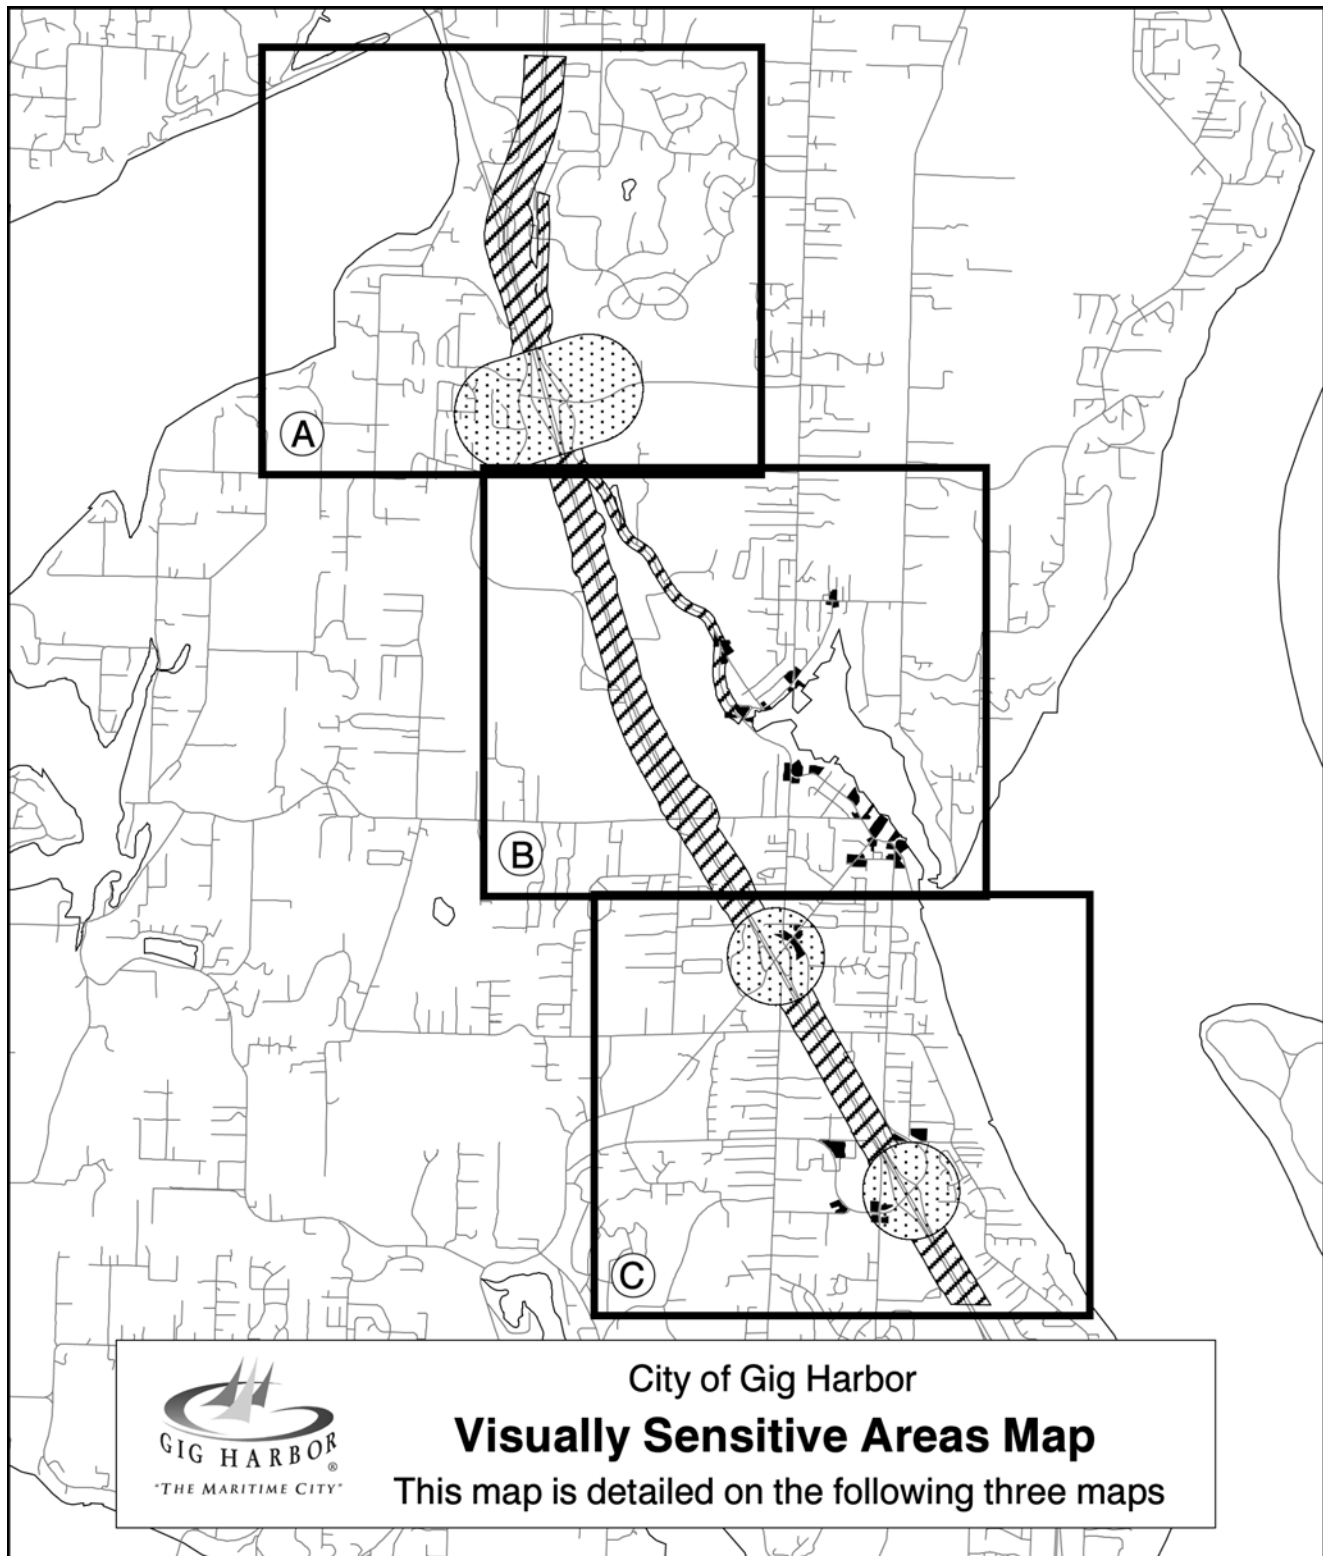 A
B
C
City of Gig Harbor
Visually Sensitive Areas Map
This map is detailed on the following three maps
GIG HARBOR®
"THE MARITIME CITY"